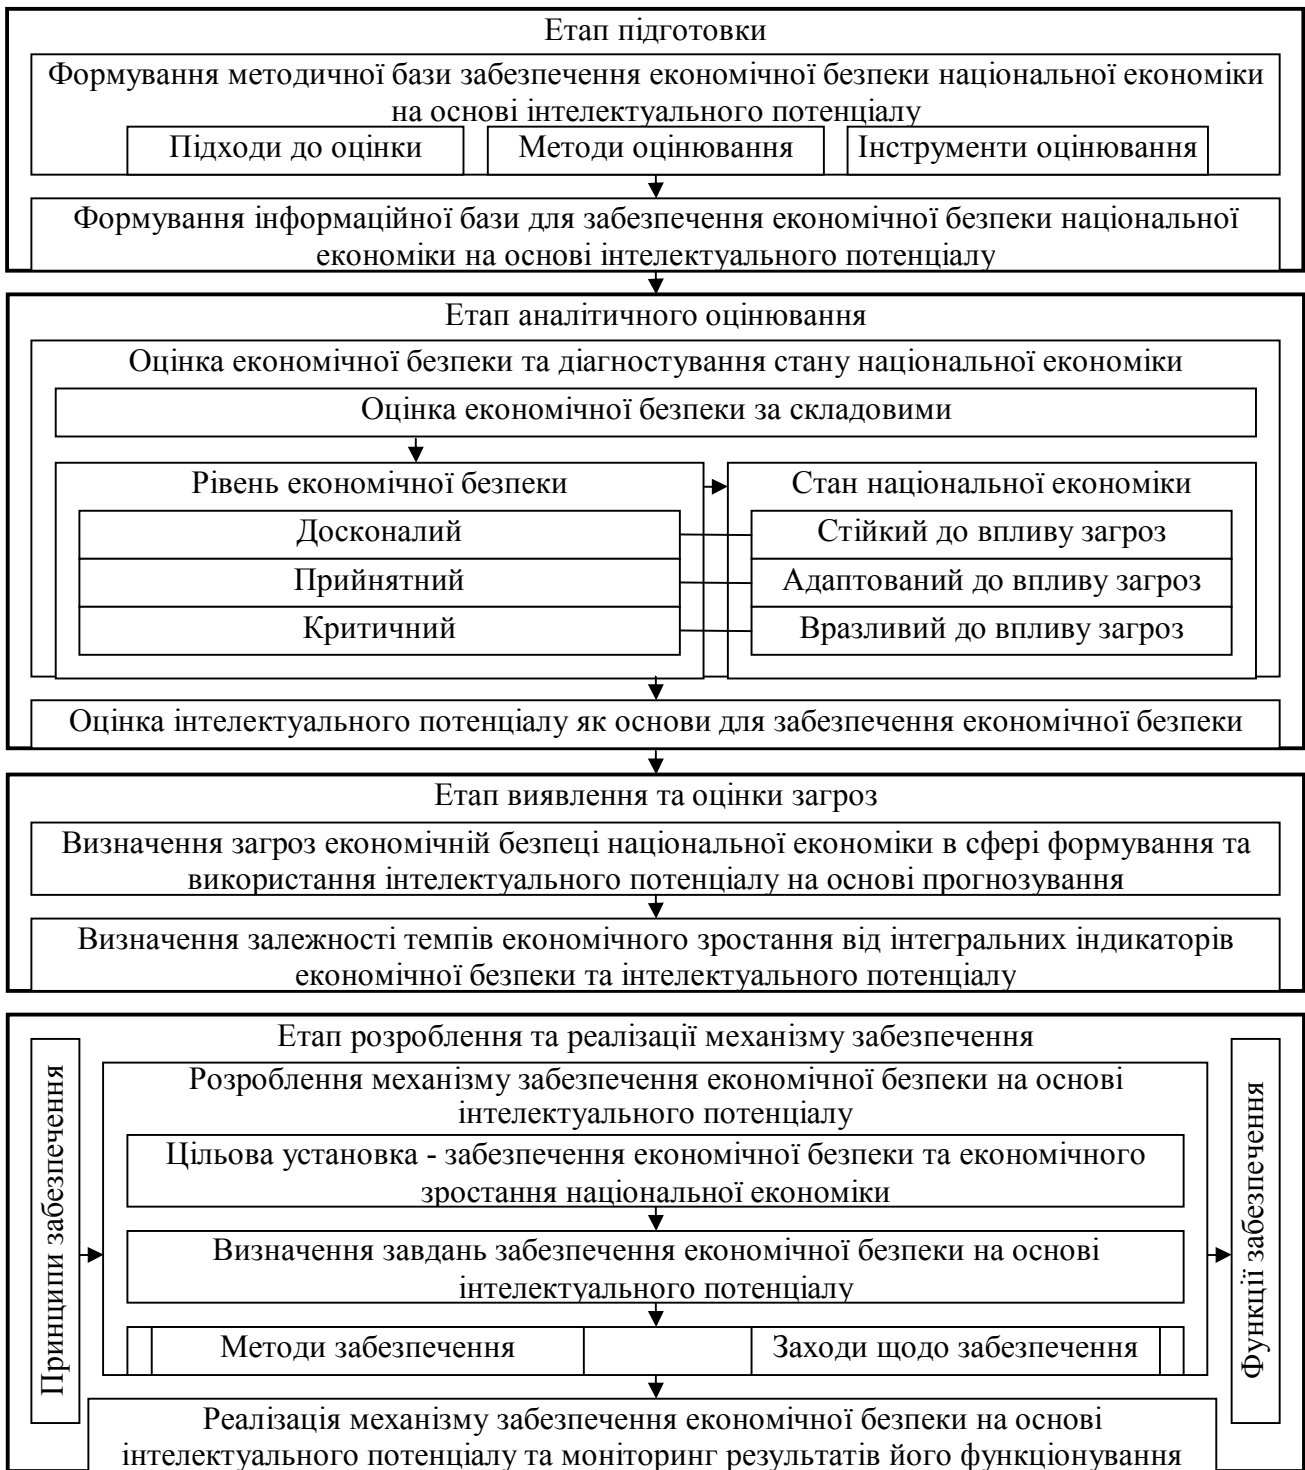 Етап підготовки
Формування методичної бази забезпечення економічної безпеки національної економіки
на основі інтелектуального потенціалу
Підходи до оцінки
Методи оцінювання
Інструменти оцінювання
Формування інформаційної бази для забезпечення економічної безпеки національної
економіки на основі інтелектуального потенціалу
Етап аналітичного оцінювання
Оцінка економічної безпеки та діагностування стану національної економіки
Оцінка економічної безпеки за складовими
Рівень економічної безпеки
Стан національної економіки
Досконалий
Стійкий до впливу загроз
Прийнятний
Адаптований до впливу загроз
Критичний
Вразливий до впливу загроз
Оцінка інтелектуального потенціалу як основи для забезпечення економічної безпеки
Етап виявлення та оцінки загроз
Визначення загроз економічній безпеці національної економіки в сфері формування та
використання інтелектуального потенціалу на основі прогнозування
Визначення залежності темпів економічного зростання від інтегральних індикаторів
економічної безпеки та інтелектуального потенціалу
Етап розроблення та реалізації механізму забезпечення
Принципи забезпечення
Розроблення механізму забезпечення економічної безпеки на основі
інтелектуального потенціалу
Цільова установка - забезпечення економічної безпеки та економічного
зростання національної економіки
Визначення завдань забезпечення економічної безпеки на основі
інтелектуального потенціалу
Методи забезпечення
Заходи щодо забезпечення
Функції забезпечення
Реалізація механізму забезпечення економічної безпеки на основі
інтелектуального потенціалу та моніторинг результатів його функціонування